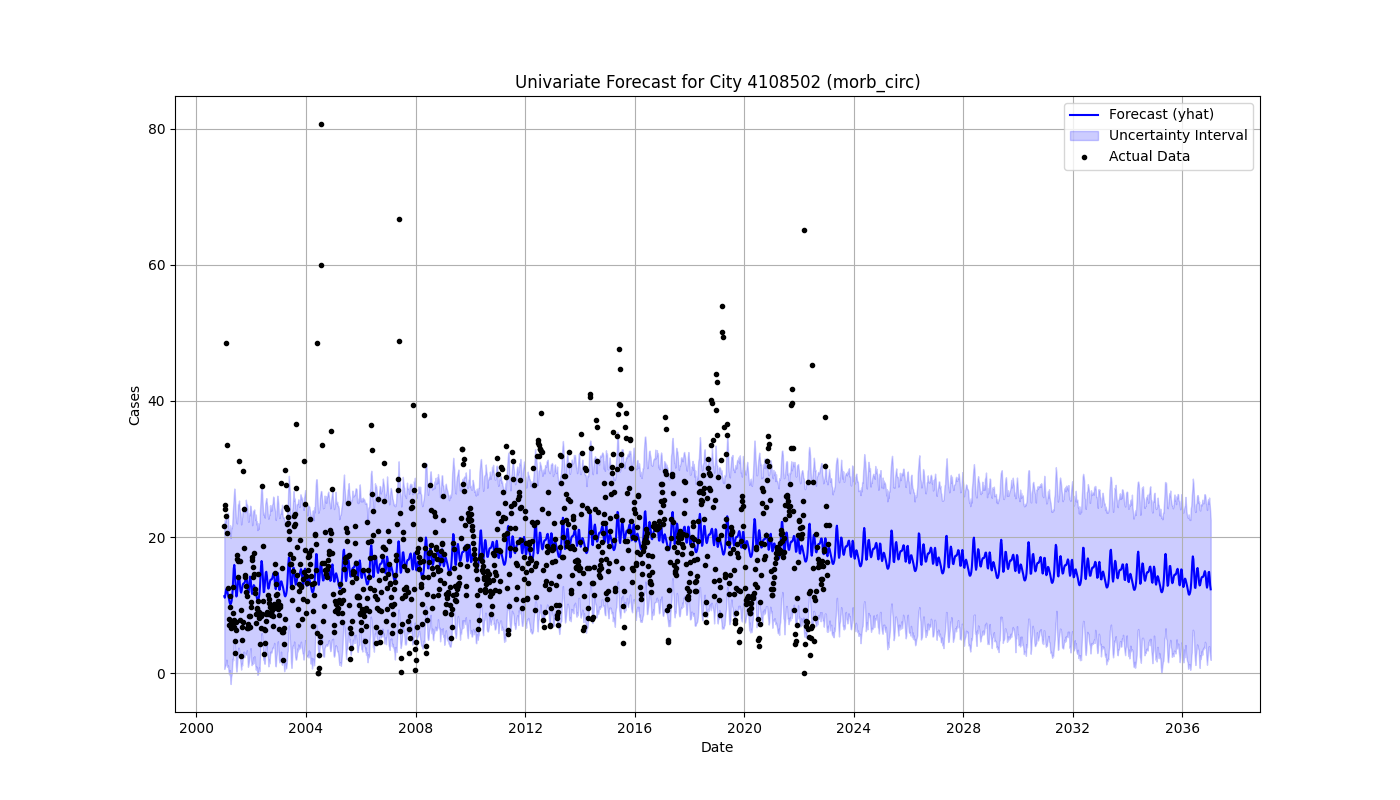 Univariate Forecast for City 4108502 (morb_circ)
Forecast (yhat)
Uncertainty Interval
Actual Data
Cases
80
60
40
20
0
2000 2004 2008 2012 2016 2020 2024 2028 2032 2036
Date